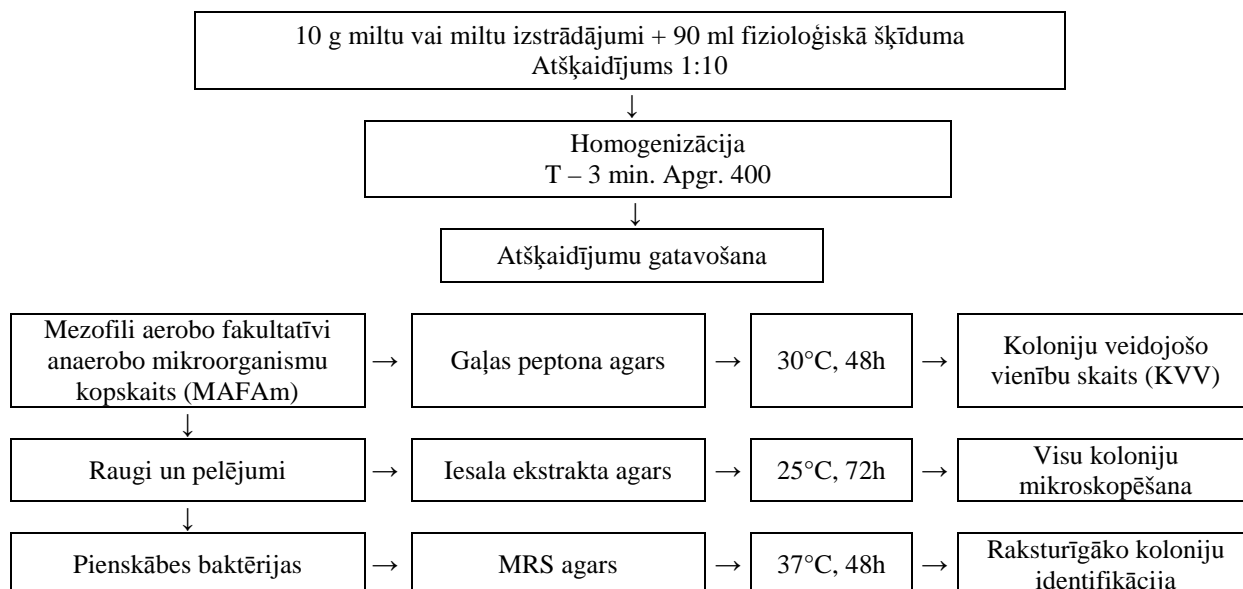 10 g miltu vai miltu izstrādājumi + 90 ml fizioloģiskā šķīduma
Atšķaidījums 1:10
↓
Homogenizācija
T – 3 min. Apgr. 400
↓
Atšķaidījumu gatavošana
Mezofili aerobo fakultatīvi
anaerobo mikroorganismu
kopskaits (MAFAm)
→
Gaļas peptona agars
→
30°C, 48h
→
Koloniju veidojošo
vienību skaits (KVV)
↓
Raugi un pelējumi
→
Iesala ekstrakta agars
→
25°C, 72h
→
Visu koloniju
mikroskopēšana
↓
Pienskābes baktērijas
→
MRS agars
→
37°C, 48h
→
Raksturīgāko koloniju
identifikācija